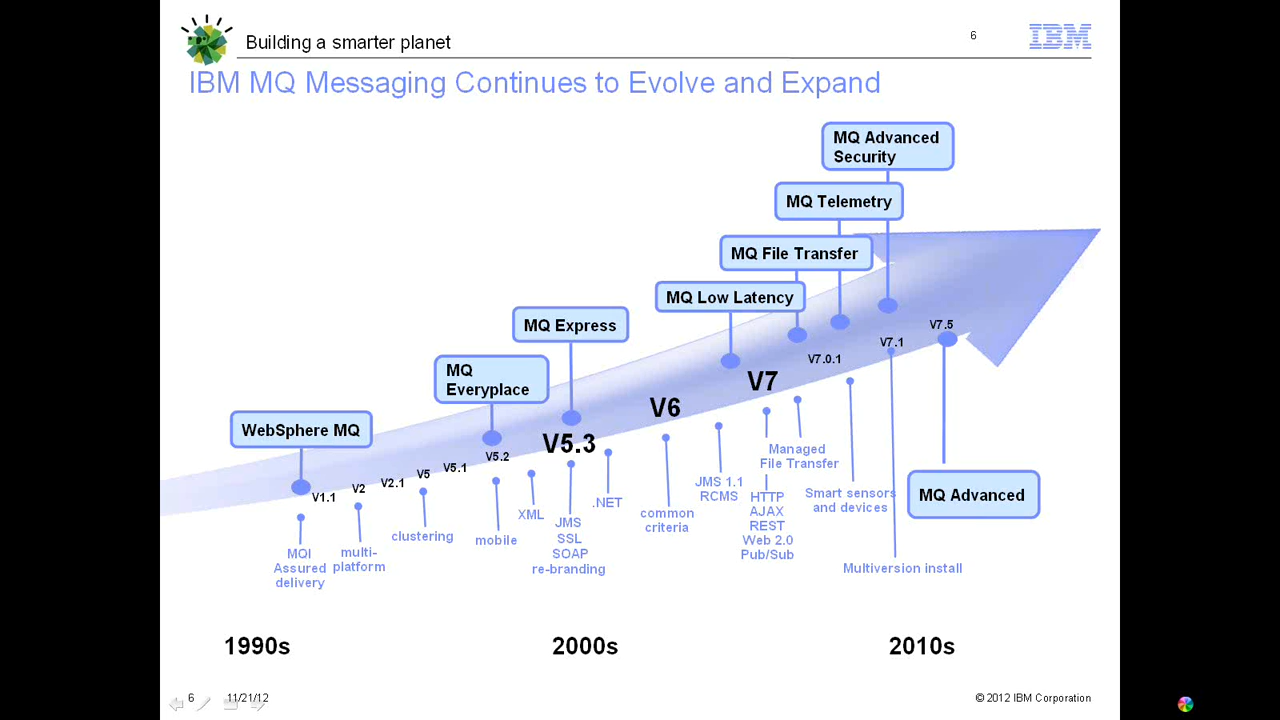 Building a
6
IBM
IBM MQ Messaging Continues to Evolve and Expand
MQ Advanced
Security
MQ Telemetry
MQ File Transfer
MQ Low Latency
MQ Express
MQ
Everyplace
WebSphere MQ
V1.1
V2
V2.1
V5
V5.1
V5.2
V5.3
V6
V7
V7.0.1
V7.1
V7.5
MQI
Assured
delivery
multi-
platform
clustering
mobile
XML
JMS
SSL
SOAP
re-branding
.NET
common
criteria
JMS 1.1
RCMS
HTTP
AJAX
REST
Web 2.0
Pub/Sub
Managed
File Transfer
Smart sensors
and devices
Multiversion install
MQ Advanced
1990s
2000s
2010s
6
11/21/12
© 2012 IBM Corporation